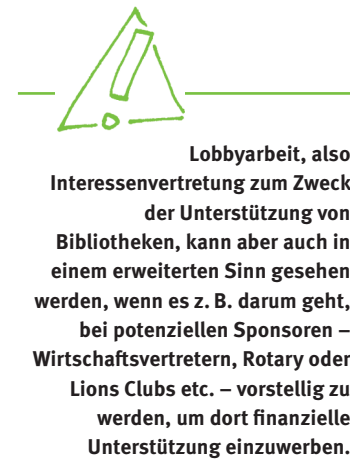 Lobbyarbeit, also
Interessenvertretung zum Zweck
der Unterstützung von
Bibliotheken, kann aber auch in
einem erweiterten Sinn gesehen
werden, wenn es z. B. darum geht,
bei potenziellen Sponsoren –
Wirtschaftsvertretern, Rotary oder
Lions Clubs etc. – vorstellig zu
werden, um dort finanzielle
Unterstützung einzuwerben.